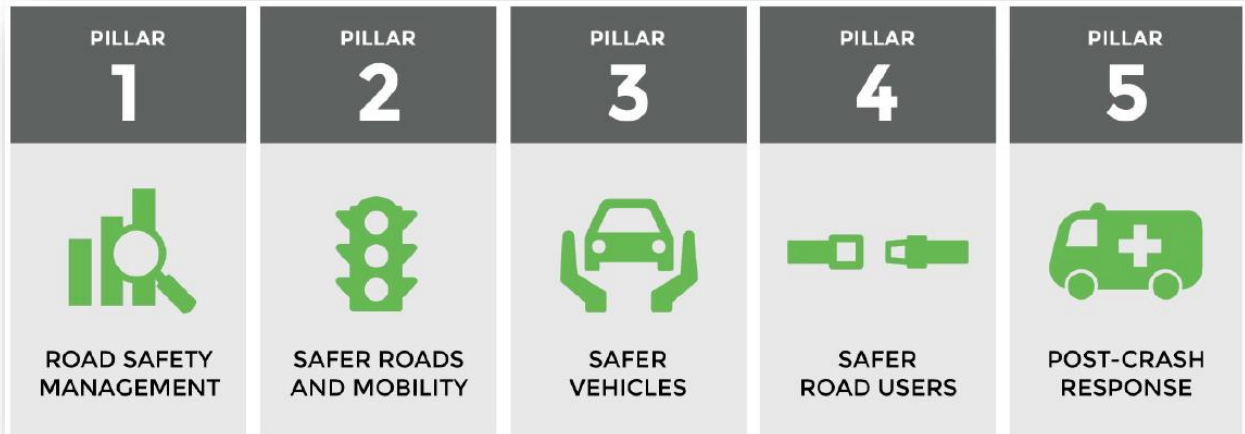 PILLAR
1
ROAD SAFETY
MANAGEMENT
PILLAR
2
SAFER ROADS
AND MOBILITY
PILLAR
3
SAFER
VEHICLES
PILLAR
4
SAFER
ROAD USERS
PILLAR
5
POST-CRASH
RESPONSE